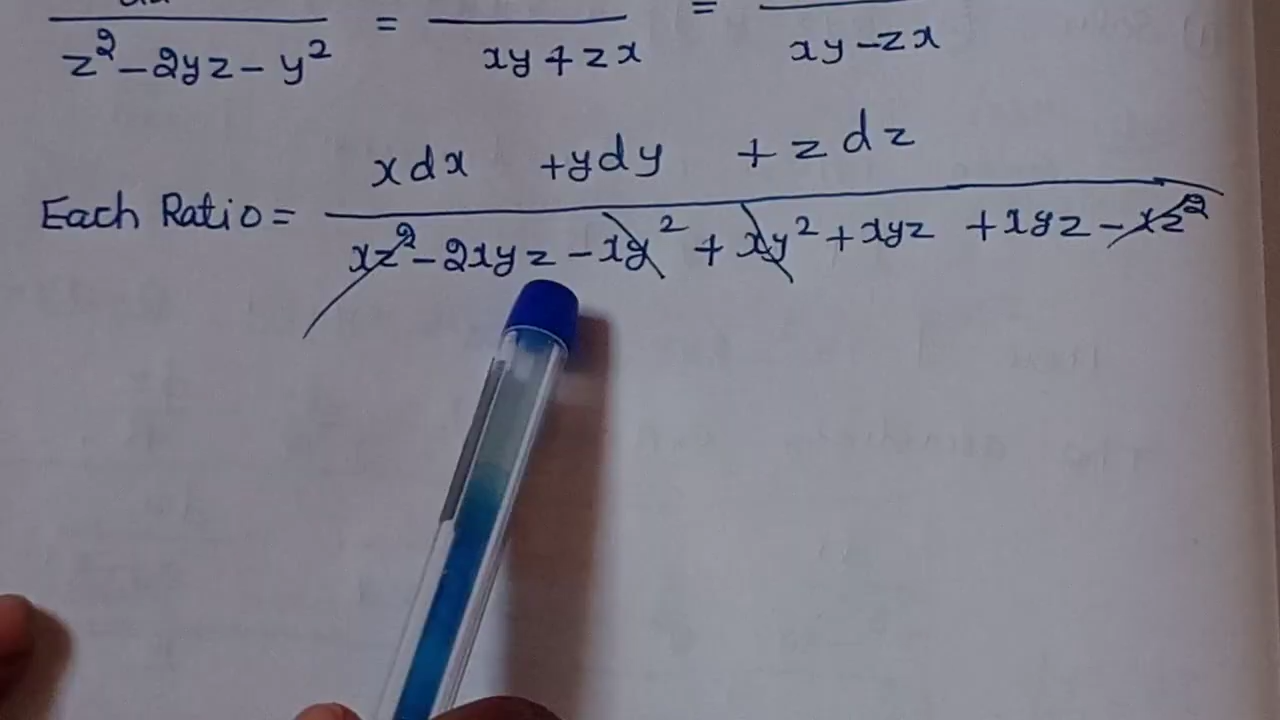 z²-2yz-y² = xy+zx = xy-zx
xdx +ydy +zdz
Each Ratio= xz²-2xyz-xy²+xy²+xyz +xyz-xz²